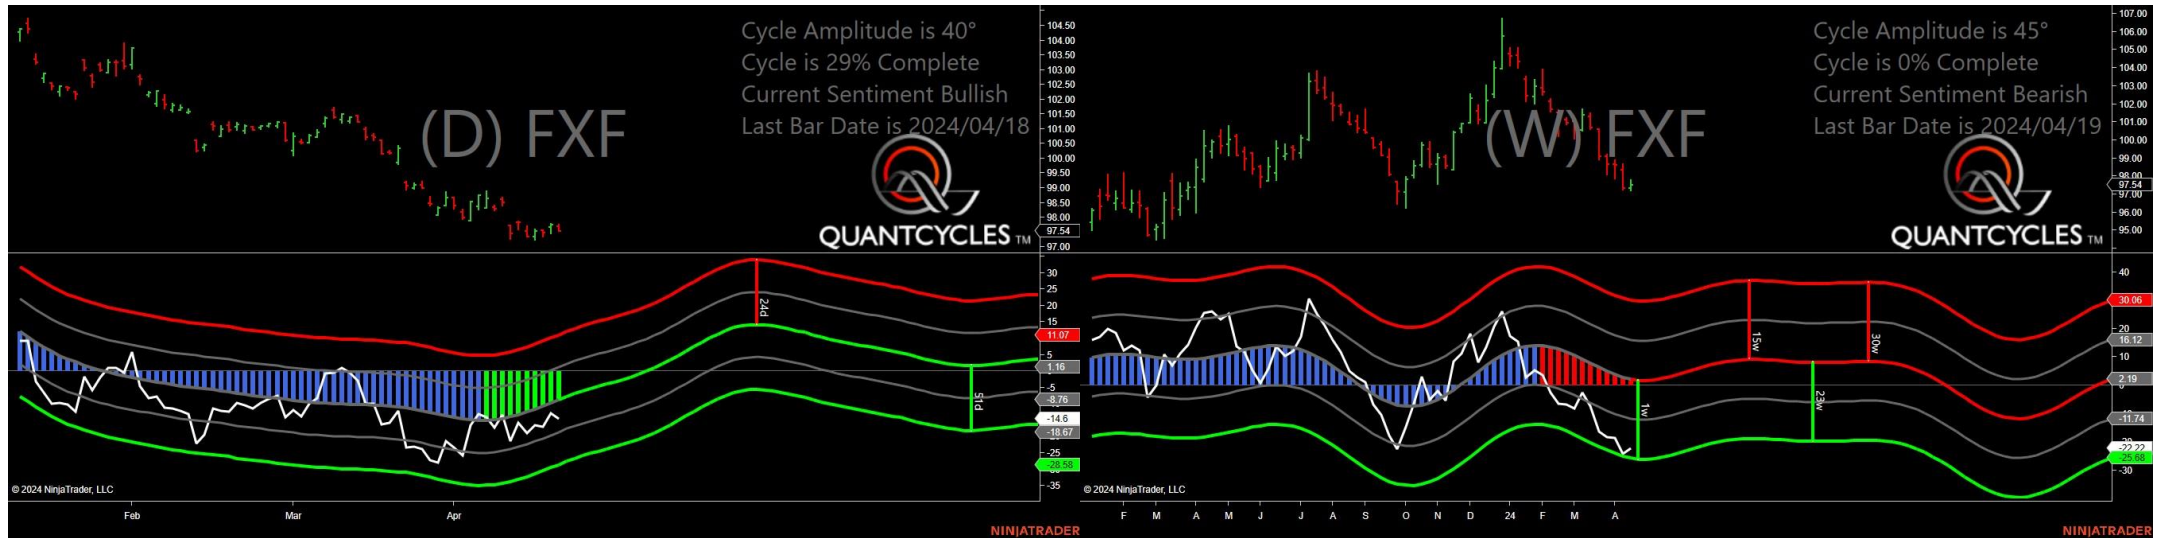 Cycle Amplitude is 40°
Cycle is 29% Complete
Current Sentiment Bullish
Last Bar Date is 2024/04/18
(D) FXF
QUANTCYCLES TM
104.50
104.00
103.50
103.00
102.50
102.00
101.50
101.00
100.50
100.00
99.50
99.00
98.50
98.00
97.54
97.00
24d
51d
30
25
20
15
11.07
5
1.16
-5
-8.76
-14.6
-18.67
-25
-28.58
-35
© 2024 NinjaTrader, LLC
Feb Mar Apr
NINJATRADER
Cycle Amplitude is 45°
Cycle is 0% Complete
Current Sentiment Bearish
Last Bar Date is 2024/04/19
(W) FXF
QUANTCYCLES TM
107.00
106.00
105.00
104.00
103.00
102.00
101.00
100.00
99.00
98.00
97.54
97.00
96.00
95.00
1w
15w
23w
30w
40
30.06
20
16.12
10
2.19
-11.74
-22.22
-25.68
-30
© 2024 NinjaTrader, LLC
F M A M J J A S O N D 24 F M A
NINJATRADER